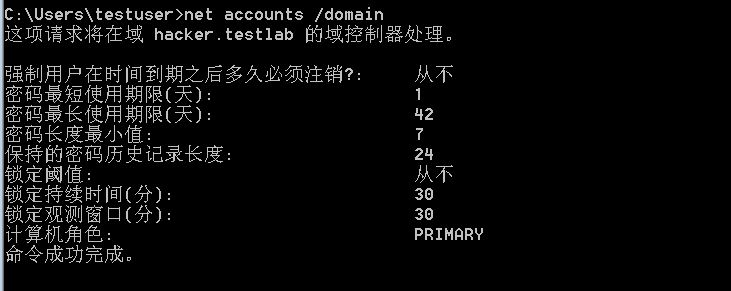 C:\Users\testuser>net accounts /domain
这项请求将在域 hacker.testlab 的域控制器处理。
强制用户在时间到期之后多久必须注销?: 从不
密码最短使用期限(天): 1
密码最长使用期限(天): 42
密码长度最小值: 7
保持的密码历史记录长度: 24
锁定阈值: 从不
锁定持续时间(分): 30
锁定观测窗口(分): 30
计算机角色: PRIMARY
命令成功完成。